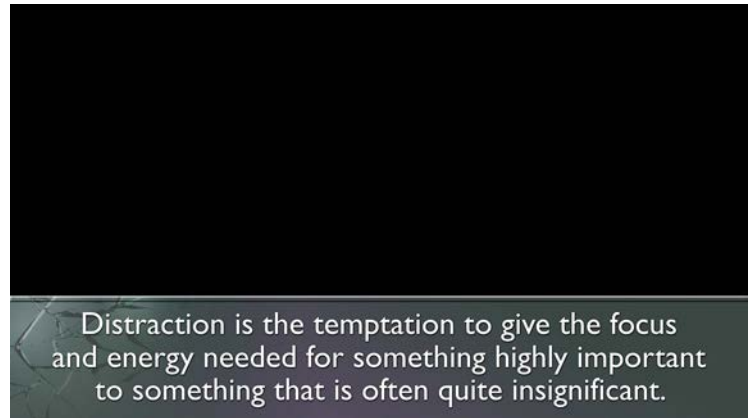 Distraction is the temptation to give the focus
and energy needed for something highly important
to something that is often quite insignificant.